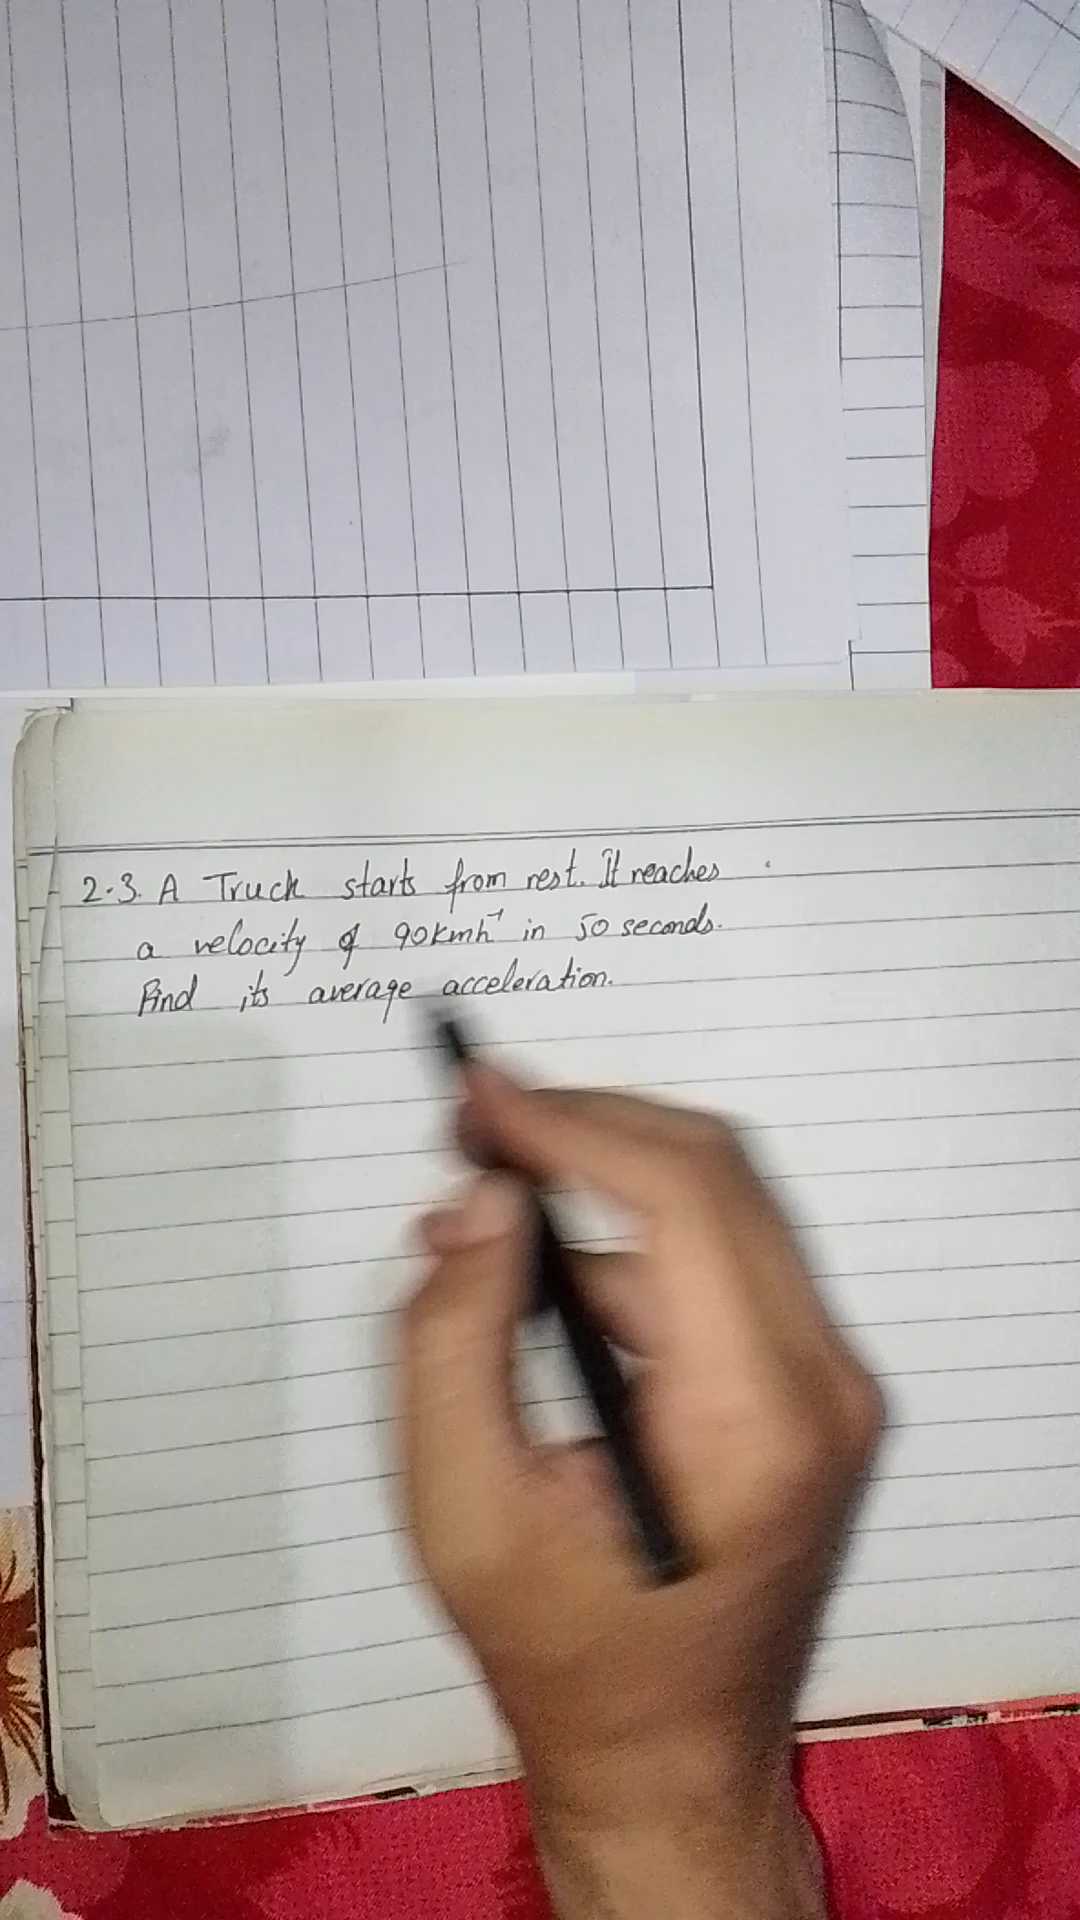 2.3. A Truck starts from rest. It reaches
a velocity of 90kmh⁻¹ in 50 seconds.
Find its average acceleration.